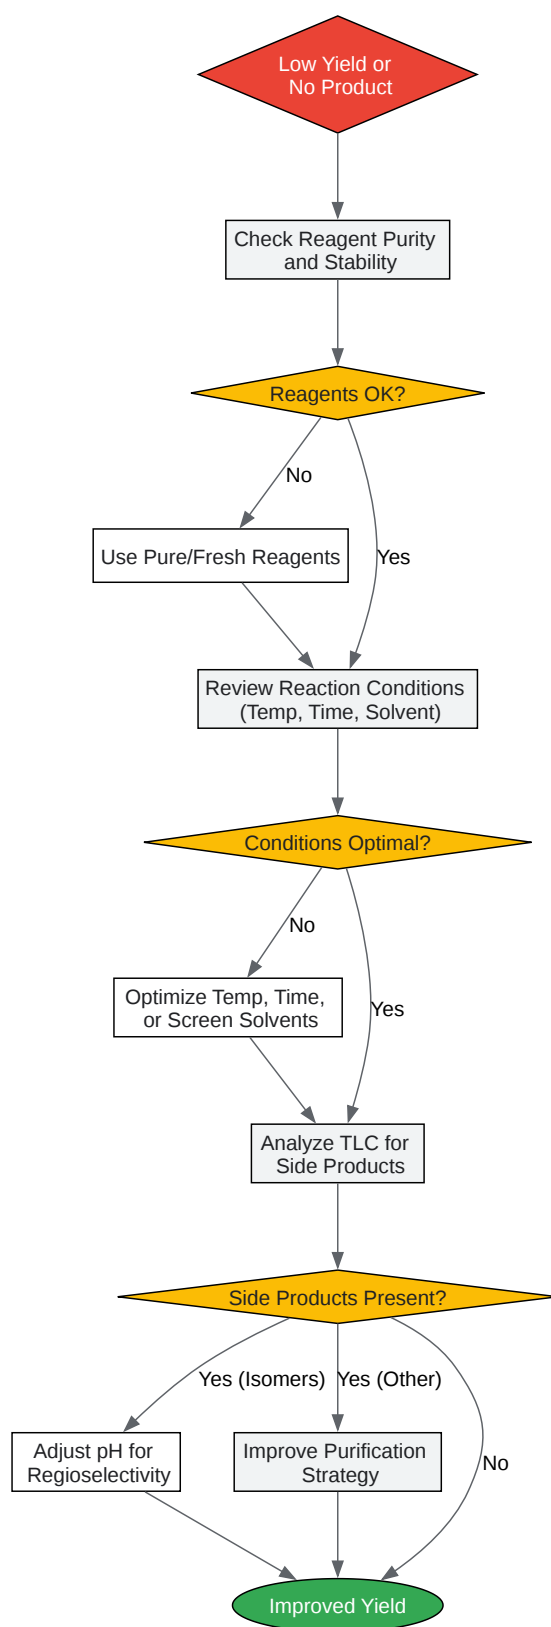 Low Yield or
No Product
Check Reagent Purity
and Stability
Reagents OK?
No
Use Pure/Fresh Reagents
Yes
Review Reaction Conditions
(Temp, Time, Solvent)
Conditions Optimal?
No
Optimize Temp, Time,
or Screen Solvents
Yes
Analyze TLC for
Side Products
Side Products Present?
Yes (Isomers)
Yes (Other)
Adjust pH for
Regioselectivity
Improve Purification
Strategy
No
Improved Yield